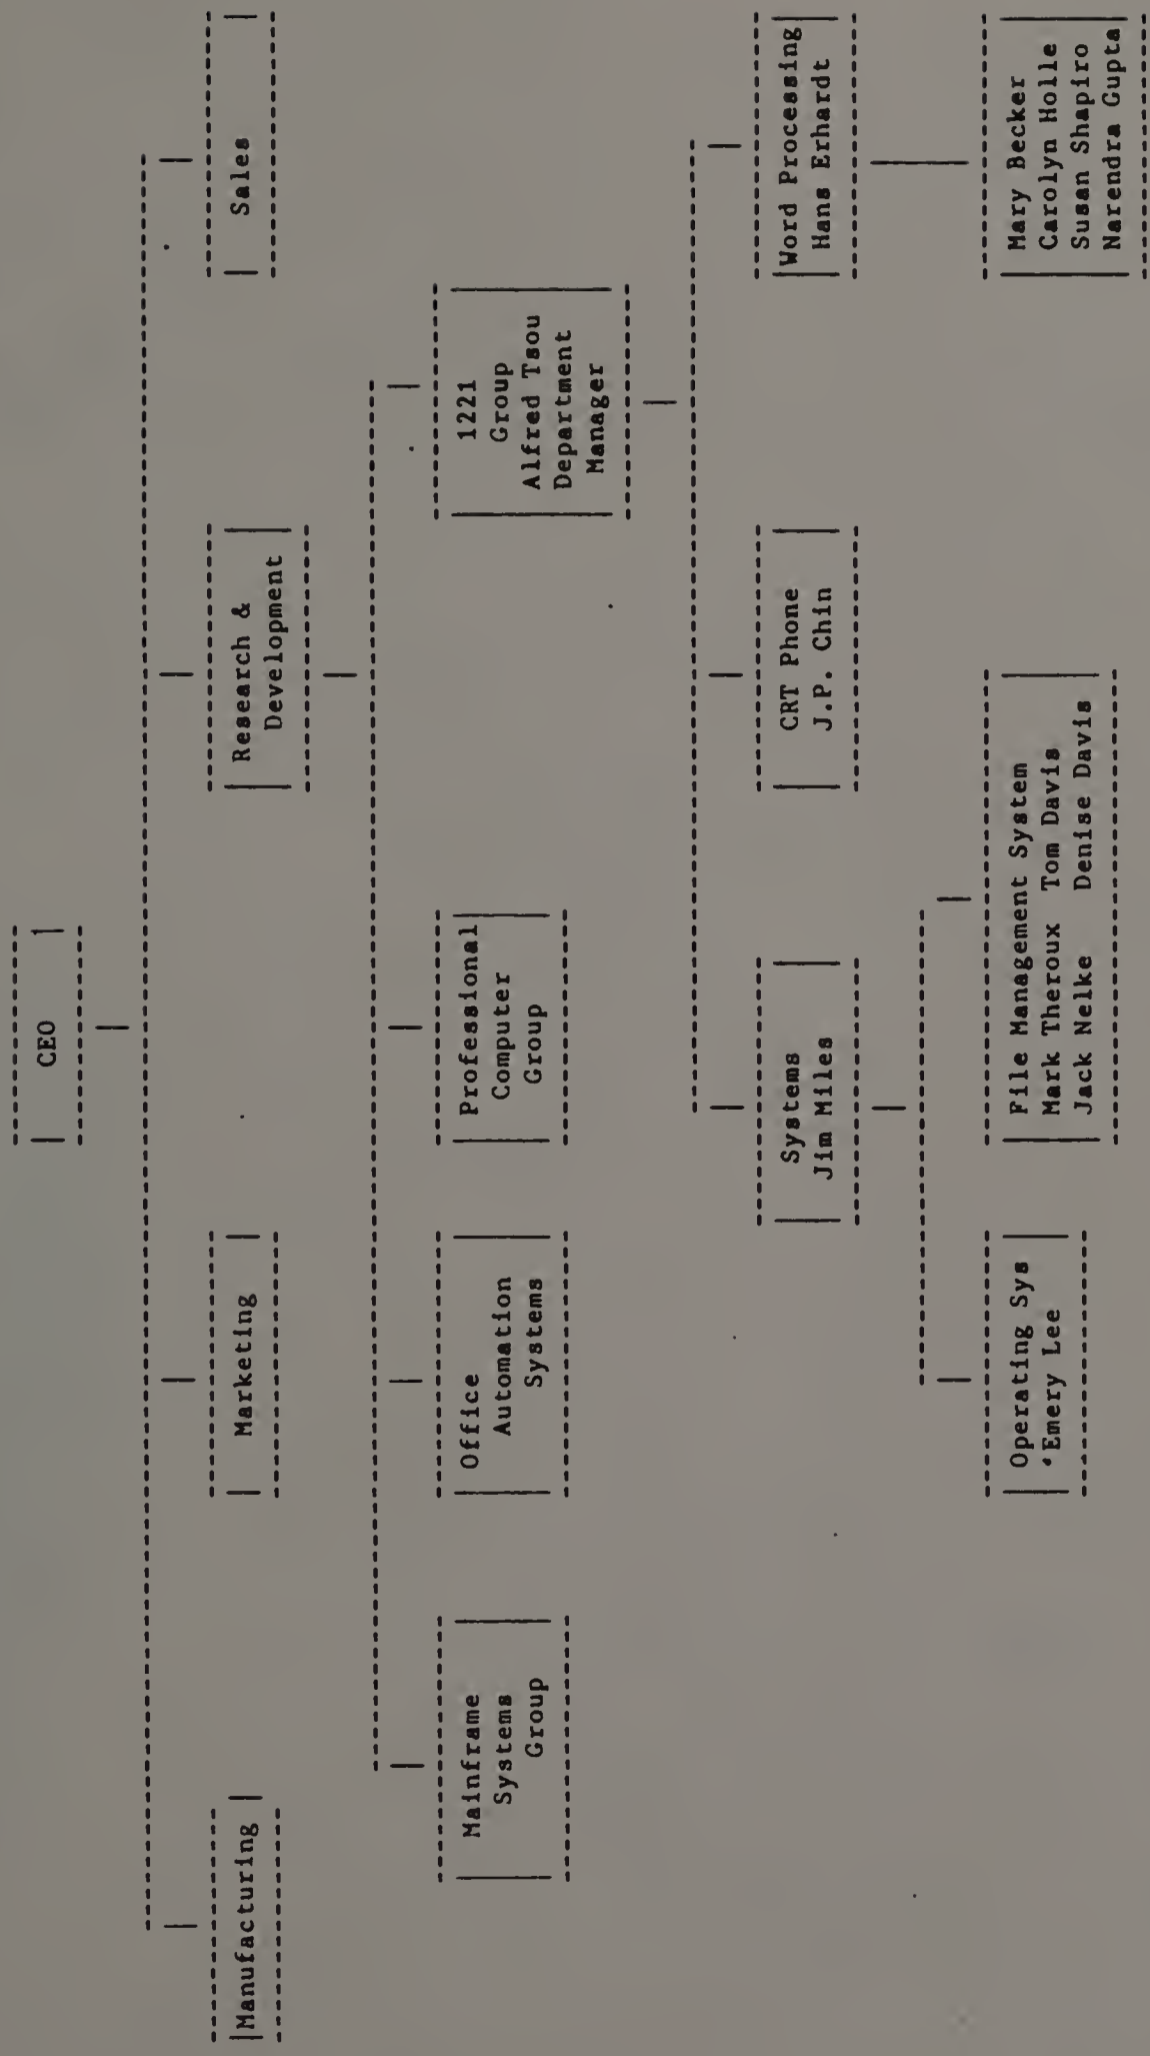 CEO
Manufacturing
Marketing
Research &
Development
Sales
Mainframe
Systems
Group
Office
Automation
Systems
Professional
Computer
Group
1221
Group
Alfred Tsou
Department
Manager
Systems
Jim Miles
CRT Phone
J.P. Chin
Word Processing
Hans Erhardt
Operating Sys
Emery Lee
File Management System
Mark Theroux Tom Davis
Jack Nelke Denise Davis
Mary Becker
Carolyn Holle
Susan Shapiro
Narendra Gupta